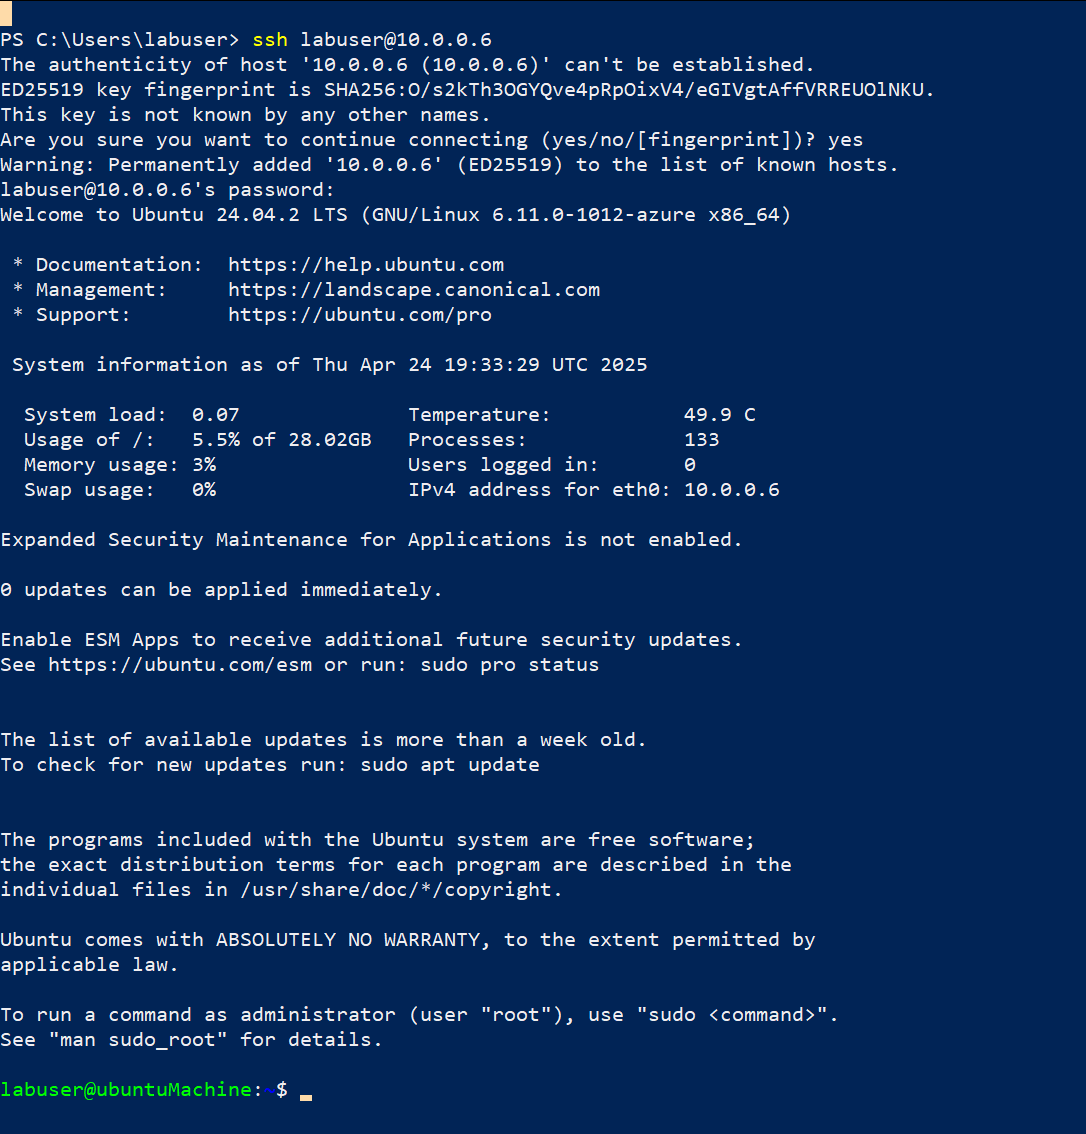 PS C:\Users\labuser> ssh labuser@10.0.0.6
The authenticity of host '10.0.0.6 (10.0.0.6)' can't be established.
ED25519 key fingerprint is SHA256:O/s2kTh3OGYQve4pRpOixV4/eGIVgtAffVRREUOlNKU.
This key is not known by any other names.
Are you sure you want to continue connecting (yes/no/[fingerprint])? yes
Warning: Permanently added '10.0.0.6' (ED25519) to the list of known hosts.
labuser@10.0.0.6's password:
Welcome to Ubuntu 24.04.2 LTS (GNU/Linux 6.11.0-1012-azure x86_64)
 * Documentation:  https://help.ubuntu.com
 * Management:     https://landscape.canonical.com
 * Support:        https://ubuntu.com/pro
 System information as of Thu Apr 24 19:33:29 UTC 2025
  System load:  0.07              Temperature:           49.9 C
  Usage of /:   5.5% of 28.02GB   Processes:             133
  Memory usage: 3%                Users logged in:       0
  Swap usage:   0%                IPv4 address for eth0: 10.0.0.6
Expanded Security Maintenance for Applications is not enabled.
0 updates can be applied immediately.
Enable ESM Apps to receive additional future security updates.
See https://ubuntu.com/esm or run: sudo pro status
The list of available updates is more than a week old.
To check for new updates run: sudo apt update
The programs included with the Ubuntu system are free software;
the exact distribution terms for each program are described in the
individual files in /usr/share/doc/*/copyright.
Ubuntu comes with ABSOLUTELY NO WARRANTY, to the extent permitted by
applicable law.
To run a command as administrator (user "root"), use "sudo <command>".
See "man sudo_root" for details.
labuser@ubuntuMachine:~$